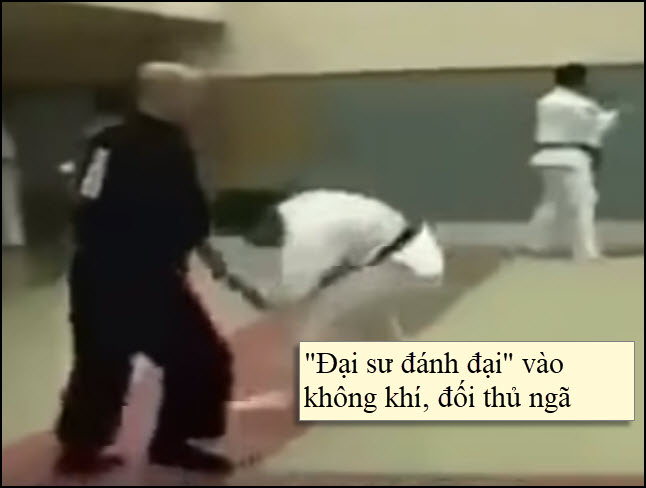 "Đại sư đánh đại" vào
không khí, đối thủ ngã